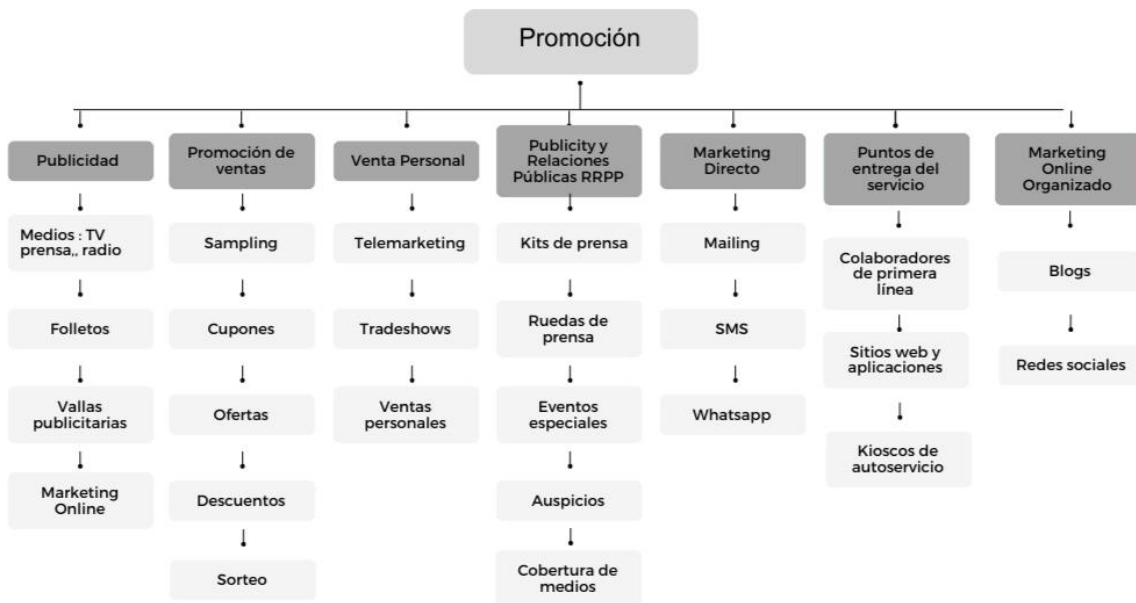 Promoción
Publicidad
Medios : TV
prensa,, radio
Folletos
Vallas
publicitarias
Marketing
Online
Promoción de
ventas
Sampling
Cupones
Ofertas
Descuentos
Sorteo
Venta Personal
Telemarketing
Tradeshows
Ventas
personales
Publicity y
Relaciones
Públicas RRPP
Kits de prensa
Ruedas de
prensa
Eventos
especiales
Auspicios
Cobertura de
medios
Marketing
Directo
Mailing
SMS
Whatsapp
Puntos de
entrega del
servicio
Colaboradores
de primera
línea
Sitios web y
aplicaciones
Kioscos de
autoservicio
Marketing
Online
Organizado
Blogs
Redes sociales